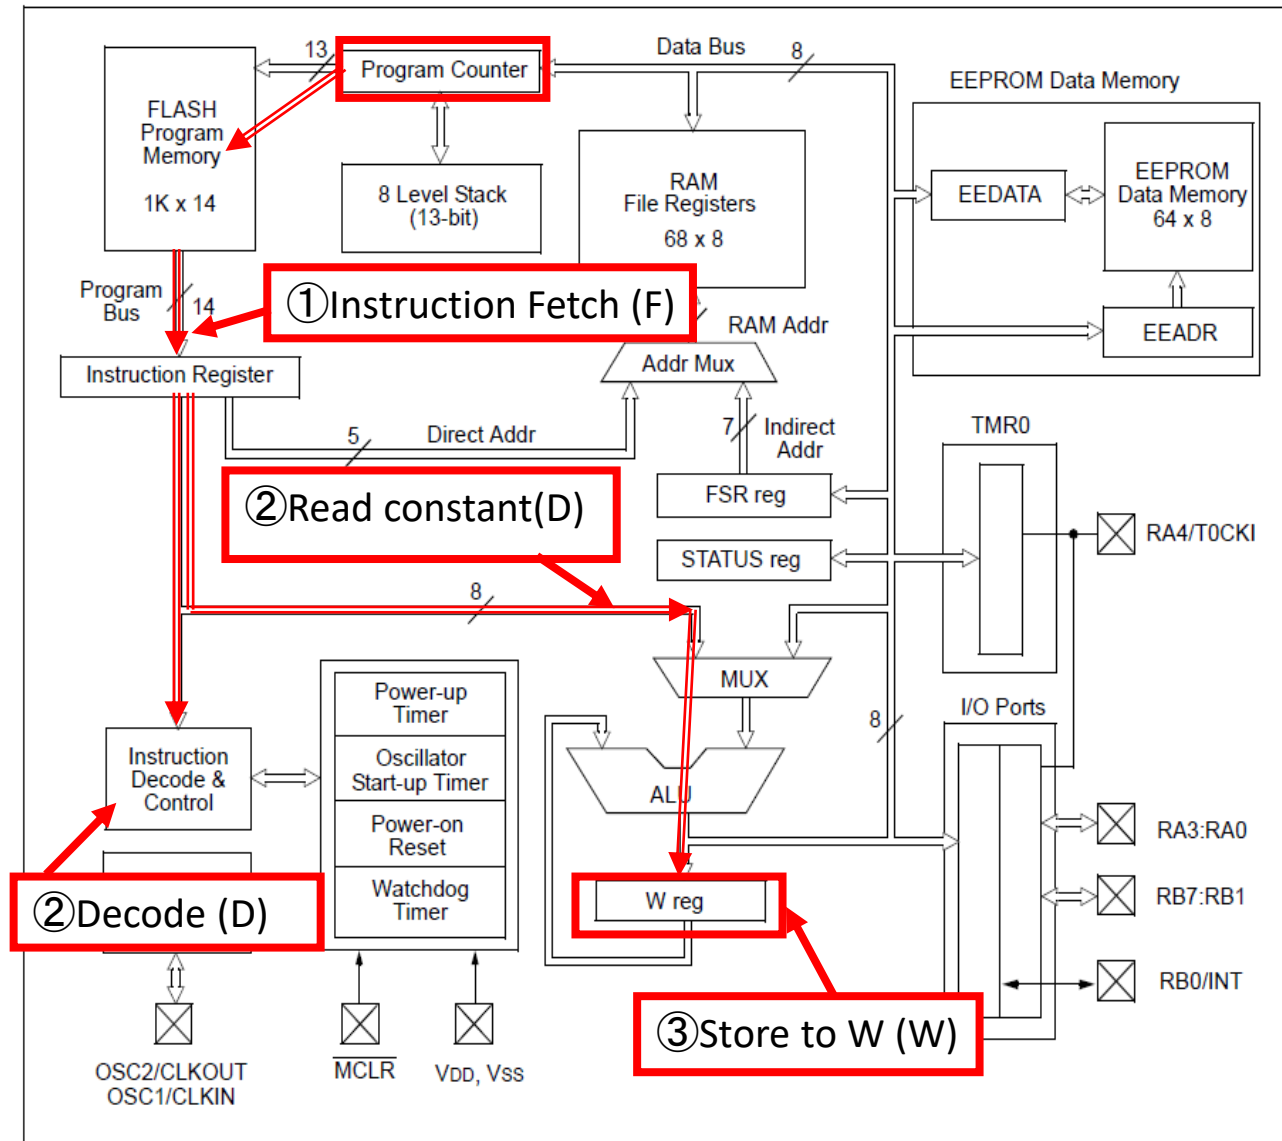 13
Program Counter
Data Bus
8
EEPROM Data Memory
FLASH
Program
Memory
1K x 14
8 Level Stack
(13-bit)
RAM
File Registers
68 x 8
EEDATA
EEPROM
Data Memory
64 x 8
EEADR
Program
Bus
14
①Instruction Fetch (F)
RAM Addr
Addr Mux
Instruction Register
5
Direct Addr
7
Indirect
Addr
TMR0
②Read constant(D)
FSR reg
STATUS reg
RA4/T0CKI
8
MUX
Power-up
Timer
I/O Ports
8
Instruction
Decode &
Control
Oscillator
Start-up Timer
ALU
Power-on
Reset
RA3:RA0
Watchdog
Timer
W reg
RB7:RB1
②Decode (D)
RB0/INT
③Store to W (W)
OSC2/CLKOUT
OSC1/CLKIN
MCLR
VDD, VSS